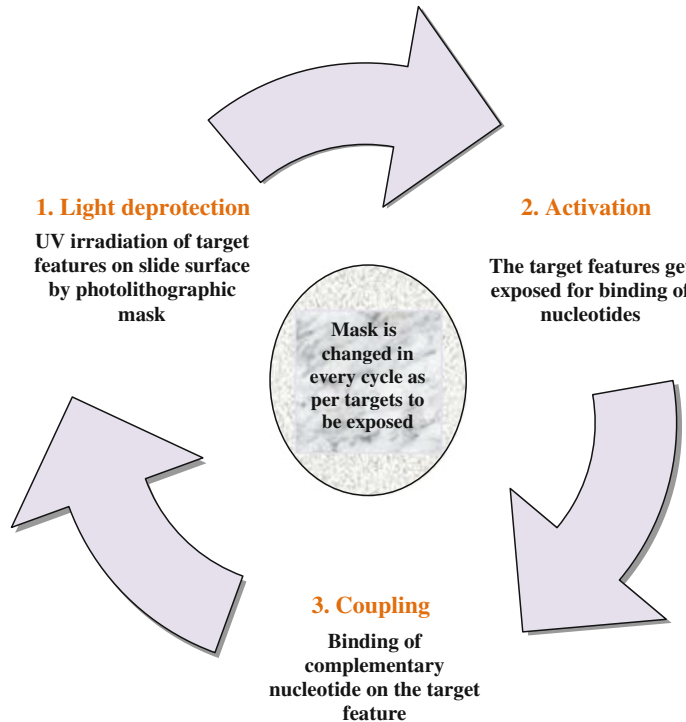 1. Light deprotection
UV irradiation of target
features on slide surface
by photolithographic
mask
2. Activation
The target features get
exposed for binding of
nucleotides
Mask is
changed in
every cycle as
per targets to
be exposed
3. Coupling
Binding of
complementary
nucleotide on the target
feature